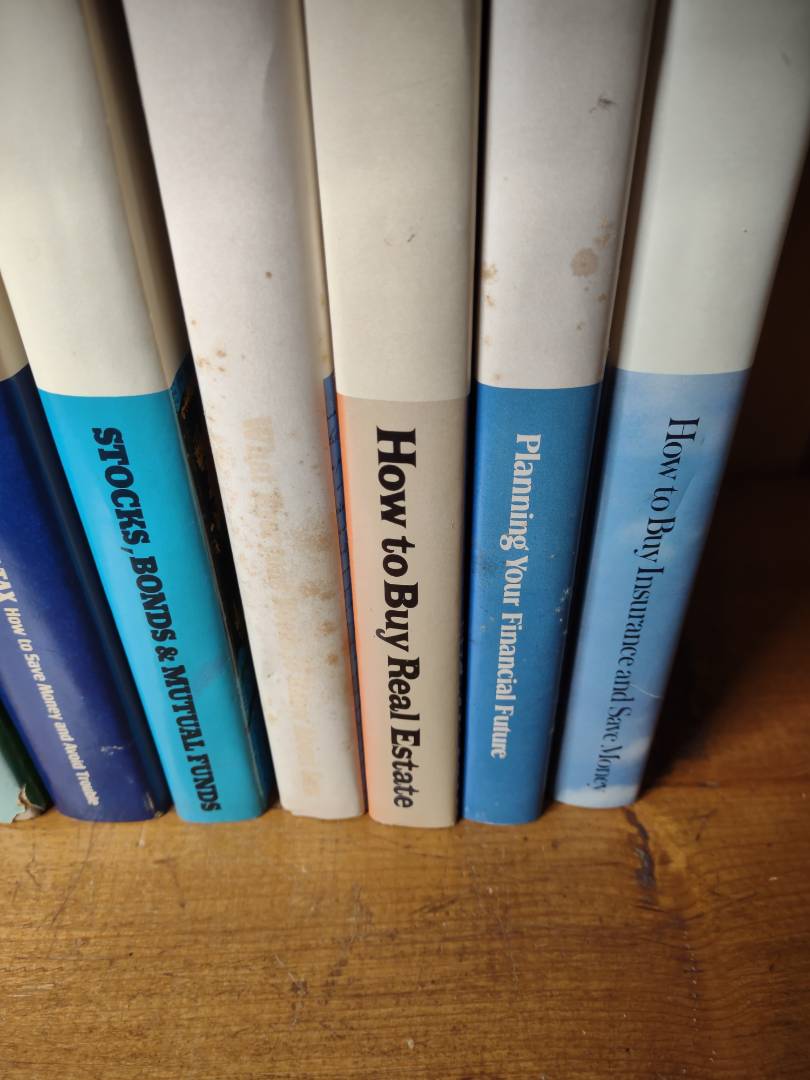 TAX How to Save Money and Avoid Trouble
STOCKS, BONDS & MUTUAL FUNDS
How to Buy Real Estate
Planning Your Financial Future
How to Buy Insurance and Save Money